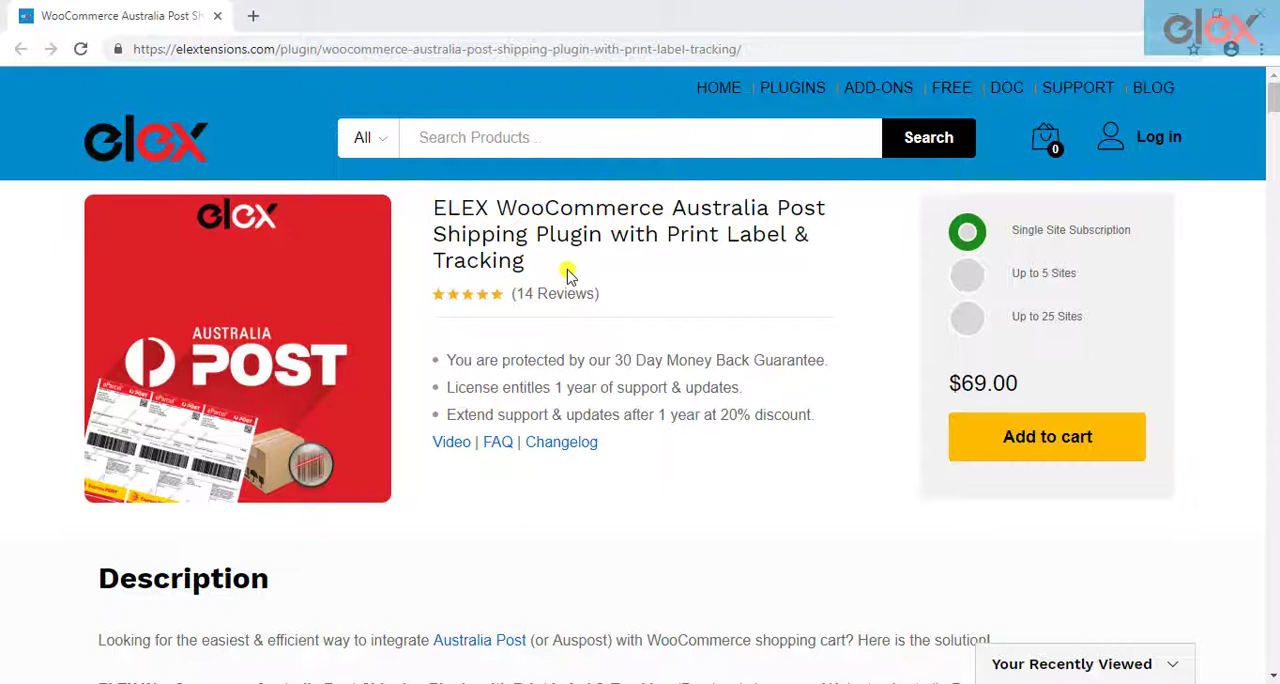 WooCommerce Australia Post Sh
https://elextensions.com/plugin/woocommerce-australia-post-shipping-plugin-with-print-label-tracking/
elex
HOME | PLUGINS | ADD-ONS | FREE | DOC | SUPPORT | BLOG
elex
All
Search Products ..
Search
0
Log in
elex
AUSTRALIA
POST
ELEX WooCommerce Australia Post
Shipping Plugin with Print Label &
Tracking
(14 Reviews)
• You are protected by our 30 Day Money Back Guarantee.
• License entitles 1 year of support & updates.
• Extend support & updates after 1 year at 20% discount.
Video | FAQ | Changelog
Single Site Subscription
Up to 5 Sites
Up to 25 Sites
$69.00
Add to cart
Description
Looking for the easiest & efficient way to integrate Australia Post (or Auspost) with WooCommerce shopping cart? Here is the solution!
Your Recently Viewed